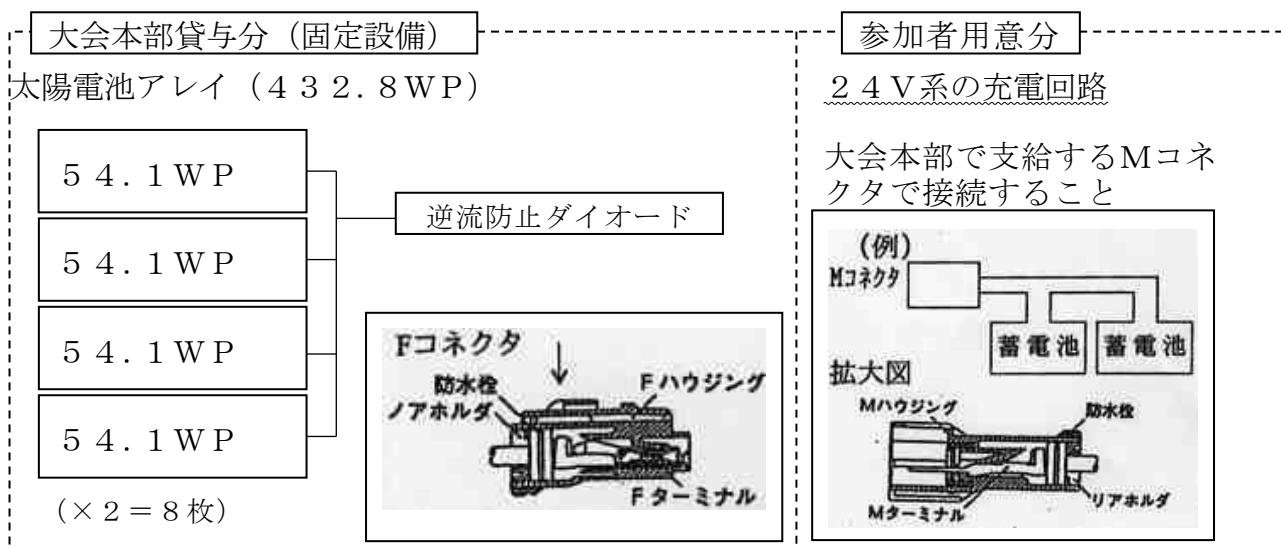 大会本部貸与分（固定設備）
太陽電池アレイ（４３２.８ＷＰ）
５４.１ＷＰ
５４.１ＷＰ
５４.１ＷＰ
５４.１ＷＰ
（×２＝８枚）
逆流防止ダイオード
Fコネクタ
防水栓
Fハウジング
ノアホルダ
Fターミナル
参加者用意分
２４Ｖ系の充電回路
大会本部で支給するＭコネ
クタで接続すること
(例)
Mコネクタ
蓄電池
蓄電池
拡大図
Mハウジング
防水栓
Mターミナル
リアホルダ